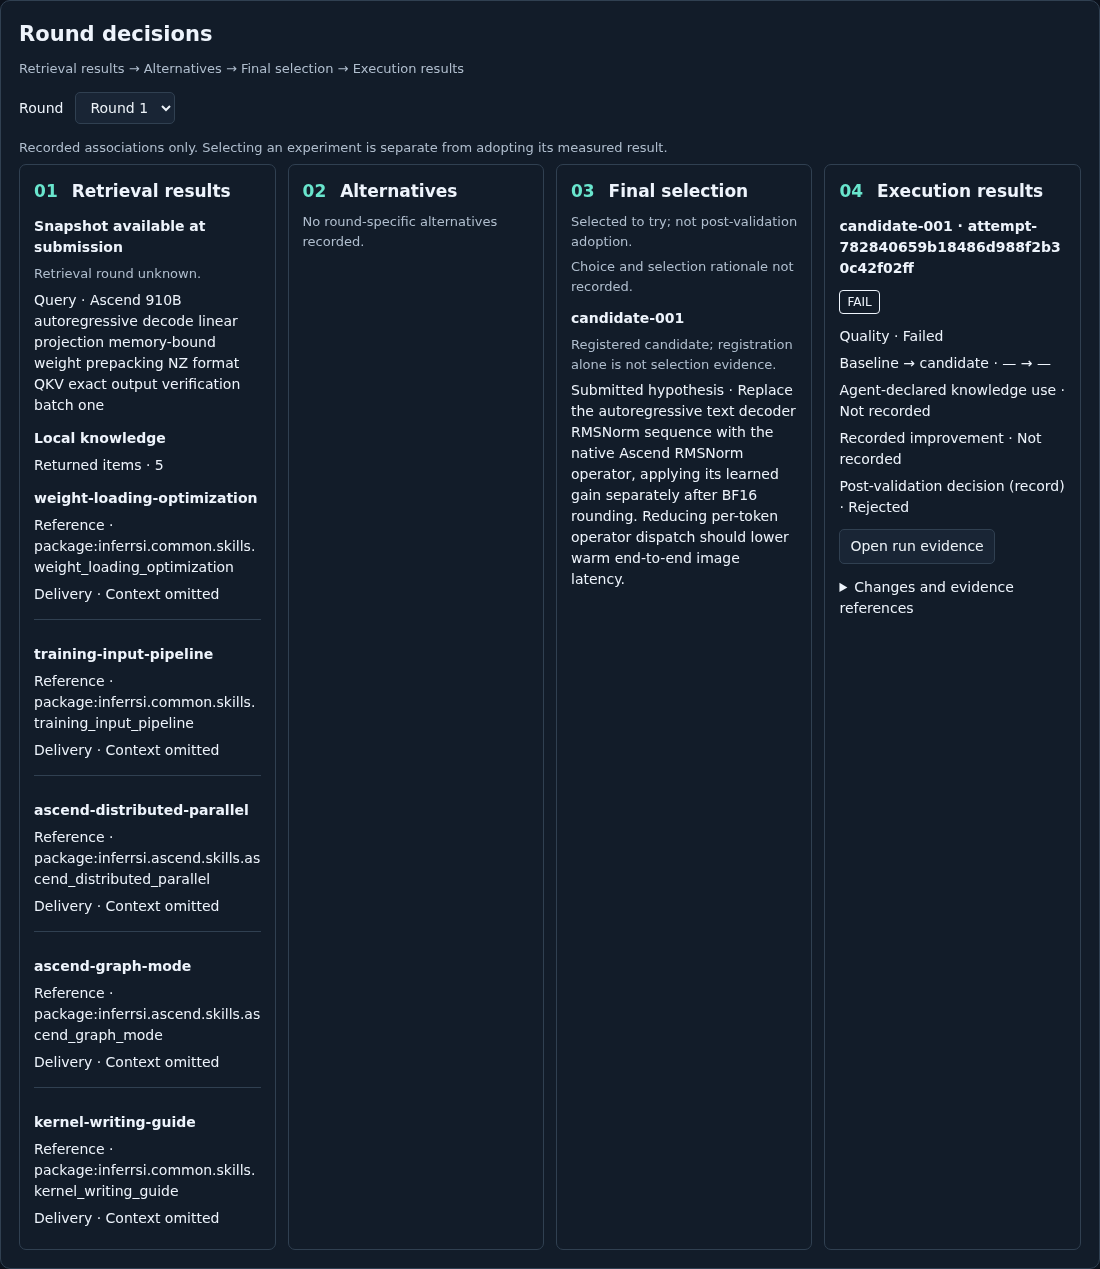 Round decisions
Retrieval results → Alternatives → Final selection → Execution results
Round
Round 1
Recorded associations only. Selecting an experiment is separate from adopting its measured result.
01 Retrieval results
Snapshot available at
submission
Retrieval round unknown.
Query · Ascend 910B
autoregressive decode linear
projection memory-bound
weight prepacking NZ format
QKV exact output verification
batch one
Local knowledge
Returned items · 5
weight-loading-optimization
Reference ·
package:inferrsi.common.skills.
weight_loading_optimization
Delivery · Context omitted
training-input-pipeline
Reference ·
package:inferrsi.common.skills.
training_input_pipeline
Delivery · Context omitted
ascend-distributed-parallel
Reference ·
package:inferrsi.ascend.skills.as
cend_distributed_parallel
Delivery · Context omitted
ascend-graph-mode
Reference ·
package:inferrsi.ascend.skills.as
cend_graph_mode
Delivery · Context omitted
kernel-writing-guide
Reference ·
package:inferrsi.common.skills.
kernel_writing_guide
Delivery · Context omitted
02 Alternatives
No round-specific alternatives
recorded.
03 Final selection
Selected to try; not post-validation
adoption.
Choice and selection rationale not
recorded.
candidate-001
Registered candidate; registration
alone is not selection evidence.
Submitted hypothesis · Replace
the autoregressive text decoder
RMSNorm sequence with the
native Ascend RMSNorm
operator, applying its learned
gain separately after BF16
rounding. Reducing per-token
operator dispatch should lower
warm end-to-end image
latency.
04 Execution results
candidate-001 · attempt-
782840659b18486d988f2b3
0c42f02ff
FAIL
Quality · Failed
Baseline → candidate · — → —
Agent-declared knowledge use ·
Not recorded
Recorded improvement · Not
recorded
Post-validation decision (record)
· Rejected
Open run evidence
▶ Changes and evidence
references